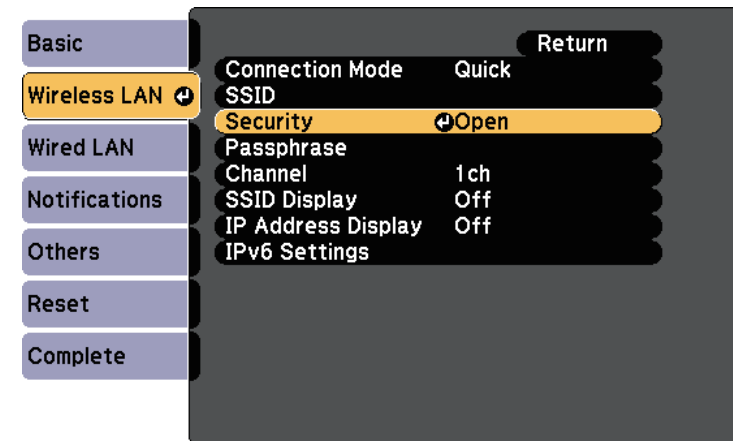 Basic
Wireless LAN
Wired LAN
Notifications
Others
Reset
Complete
Return
Connection Mode Quick
SSID
Security Open
Passphrase
Channel 1ch
SSID Display Off
IP Address Display Off
IPv6 Settings